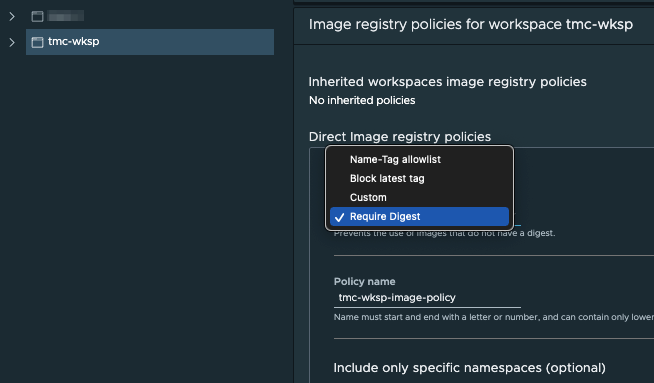 tmc-wksp
Image registry policies for workspace tmc-wksp
Inherited workspaces image registry policies
No inherited policies
Direct Image registry policies
Name-Tag allowlist
Block latest tag
Custom
Require Digest
Prevents the use of images that do not have a digest.
Policy name
tmc-wksp-image-policy
Name must start and end with a letter or number, and can contain only lower
Include only specific namespaces (optional)